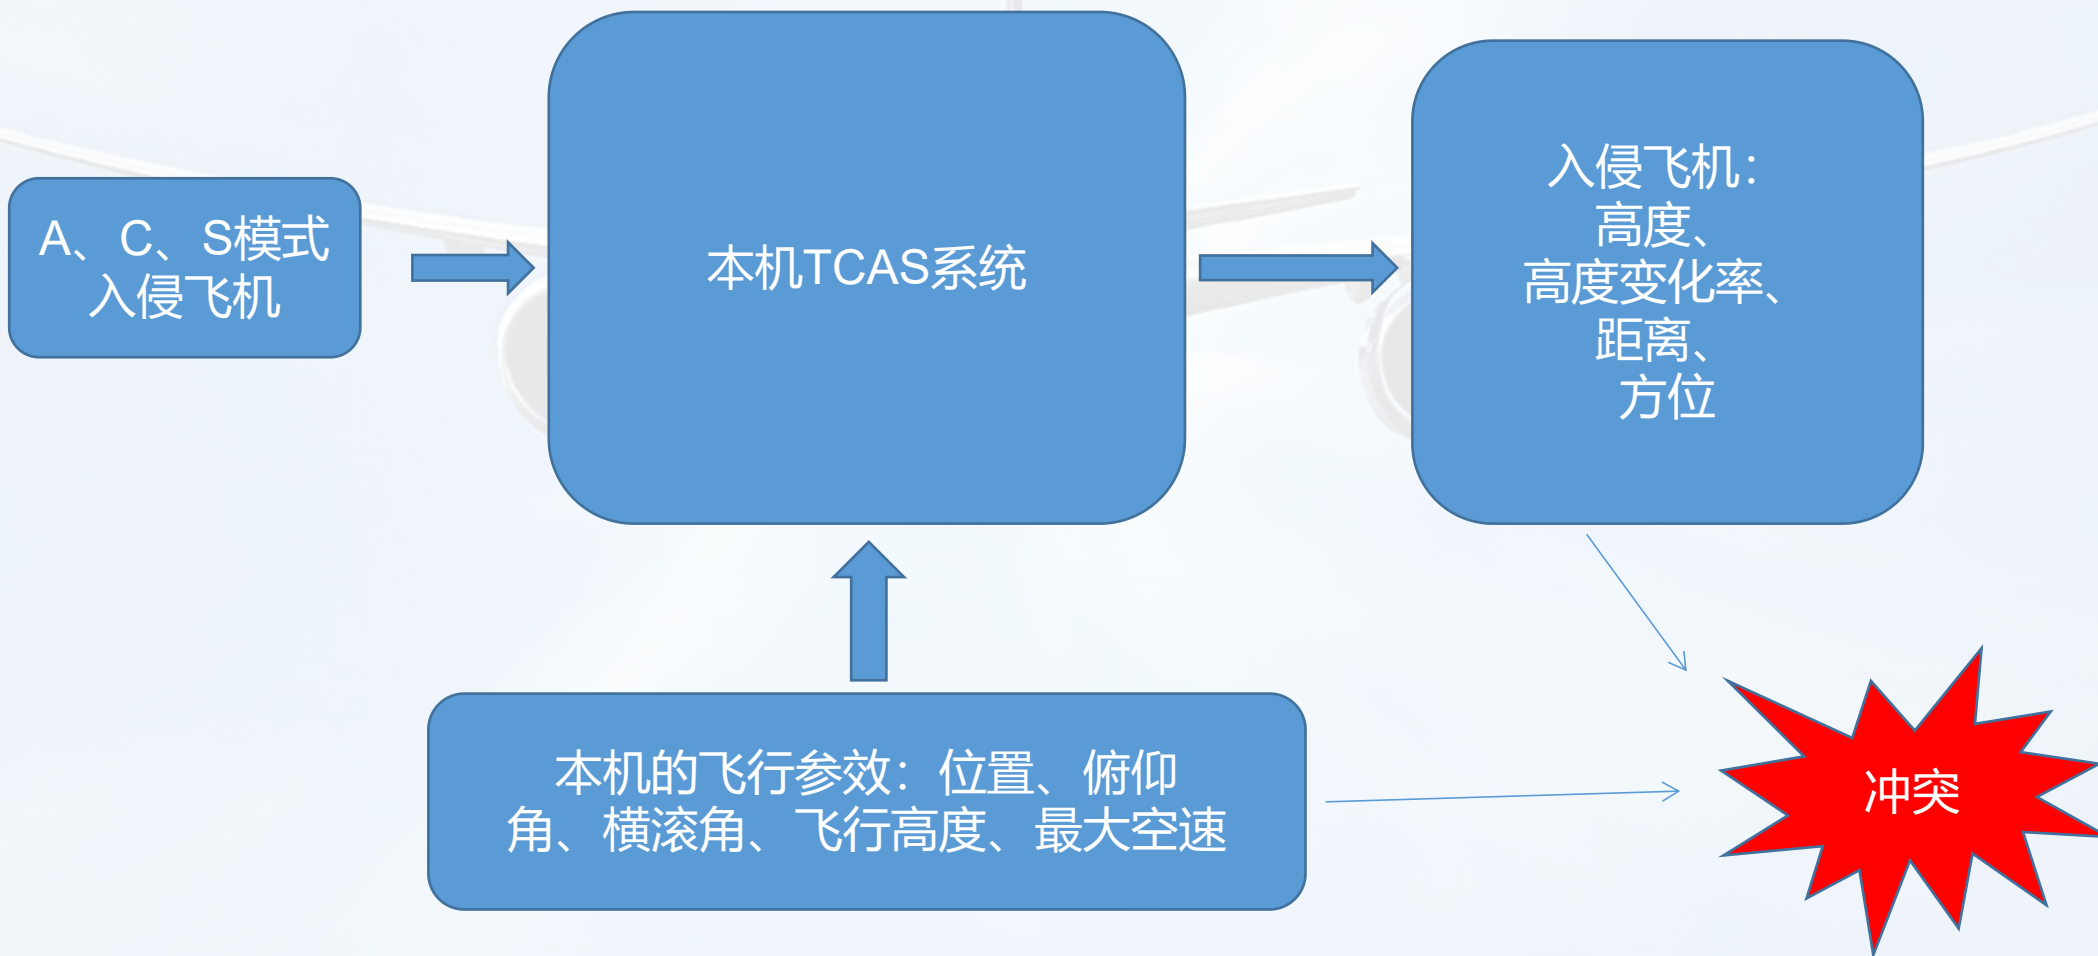 A、C、S模式
入侵飞机
本机TCAS系统
入侵飞机：
高度、
高度变化率、
距离、
方位
本机的飞行参效：位置、俯仰
角、横滚角、飞行高度、最大空速
冲突